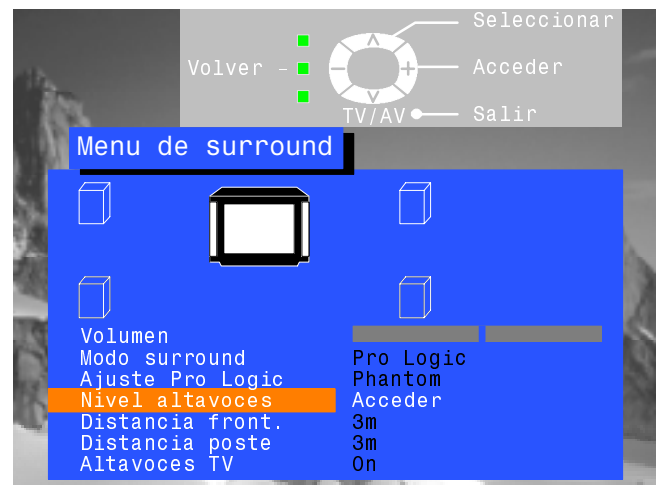 Seleccionar
Volver - Acceder
TV/AV Salir
Menu de surround
Volumen
Modo surround Pro Logic
Ajuste Pro Logic Phantom
Nivel altavoces Acceder
Distancia front. 3m
Distancia poste 3m
Altavoces TV On